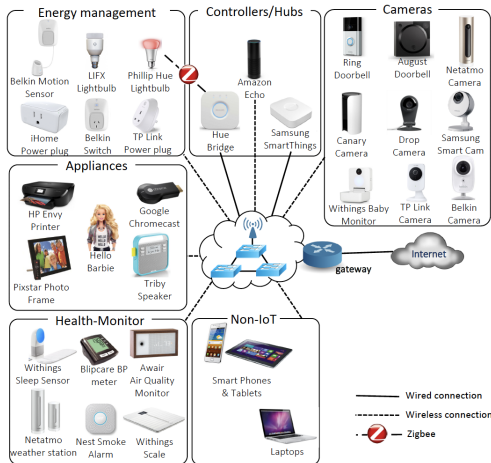 Energy management
Belkin Motion
Sensor
LIFX
Lightbulb
Phillip Hue
Lightbulb
iHome
Power plug
Belkin
Switch
TP Link
Power plug
Controllers/Hubs
Amazon
Echo
Hue
Bridge
Samsung
SmartThings
Cameras
Ring
Doorbell
August
Doorbell
Netatmo
Camera
Canary
Camera
Drop
Camera
Samsung
Smart Cam
Withings Baby
Monitor
TP Link
Camera
Belkin
Camera
Appliances
HP Envy
Printer
Google
Chromecast
Hello
Barbie
Pixstar Photo
Frame
Triby
Speaker
gateway
Internet
Health-Monitor
Withings
Sleep Sensor
Blipcare BP
meter
Awair
Air Quality
Monitor
Netatmo
weather station
Nest Smoke
Alarm
Withings
Scale
Non-IoT
Smart Phones
& Tablets
Laptops
Wired connection
Wireless connection
Zigbee